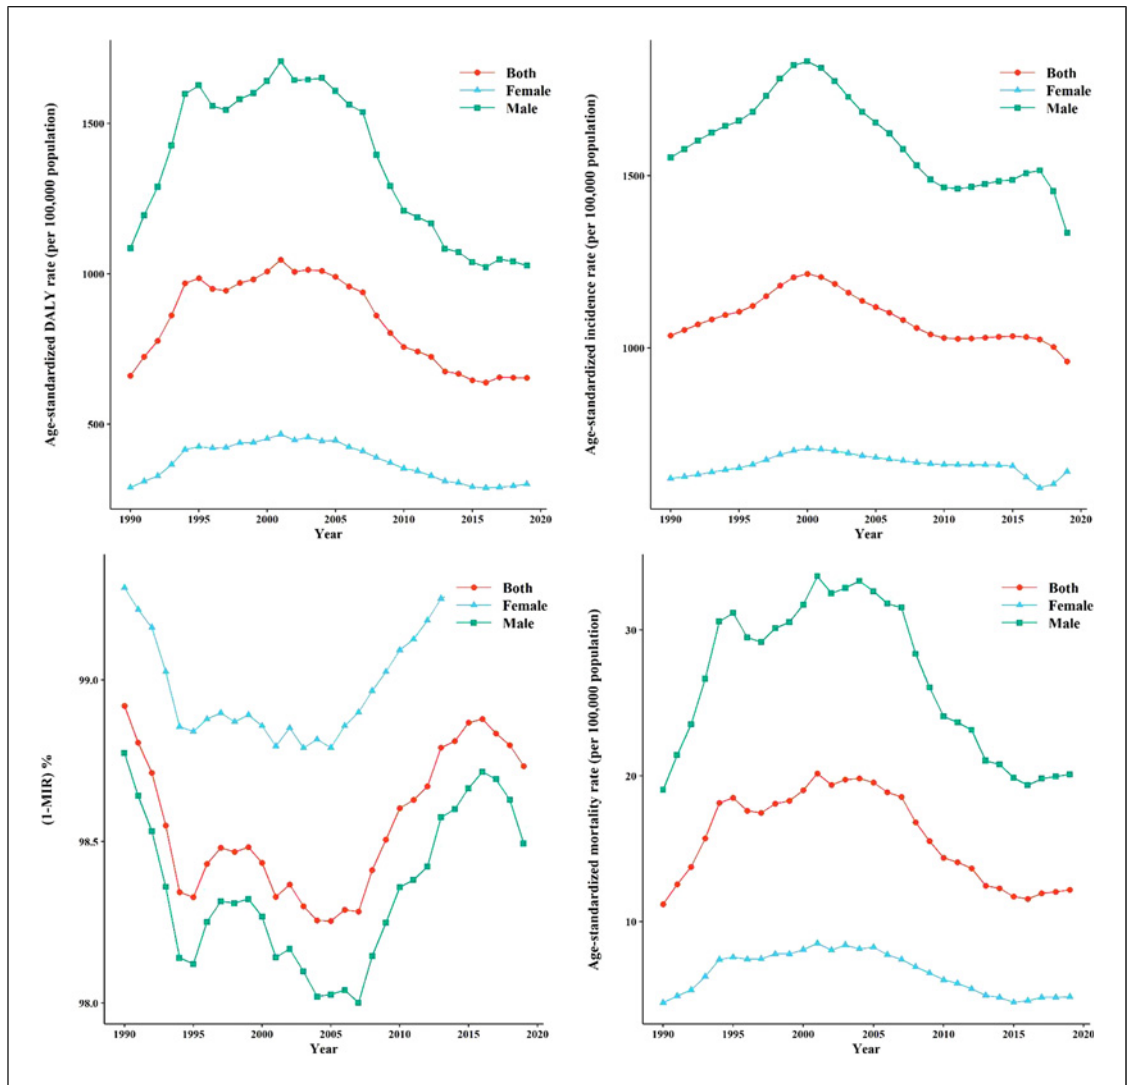 Age-standardized DALY rate (per 100,000 population)
1500
1000
500
Both
Female
Male
1990 1995 2000 2005 2010 2015 2020
Year
Age-standardized incidence rate (per 100,000 population)
1500
1000
Both
Female
Male
1990 1995 2000 2005 2010 2015 2020
Year
(1-MIR) %
99.0
98.5
98.0
Both
Female
Male
1990 1995 2000 2005 2010 2015 2020
Year
Age-standardized mortality rate (per 100,000 population)
30
20
10
Both
Female
Male
1990 1995 2000 2005 2010 2015 2020
Year